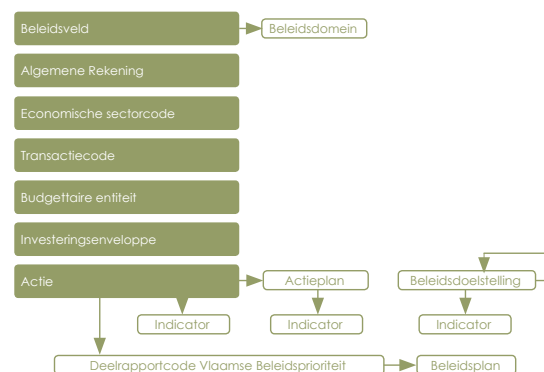 Beleidsveld
Beleidsdomein
Algemene Rekening
Economische sectorcode
Transactiecode
Budgettaire entiteit
Investeringsenveloppe
Actie
Actieplan
Beleidsdoelstelling
Indicator
Indicator
Indicator
Deelrapportcode Vlaamse Beleidsprioriteit
Beleidsplan